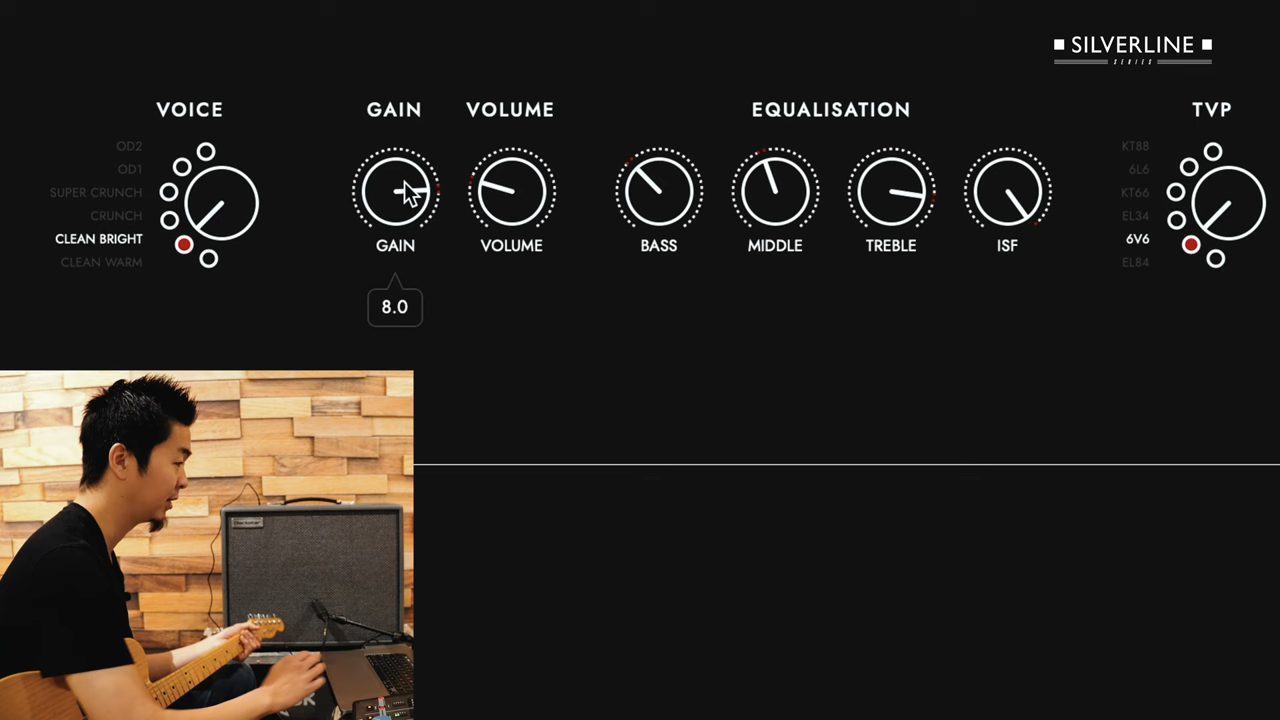 SILVERLINE
SERIES
VOICE
GAIN
VOLUME
EQUALISATION
TVP
OD2
OD1
SUPER CRUNCH
CRUNCH
CLEAN BRIGHT
CLEAN WARM
GAIN
VOLUME
BASS
MIDDLE
TREBLE
ISF
KT88
6L6
KT66
EL34
6V6
EL84
8.0